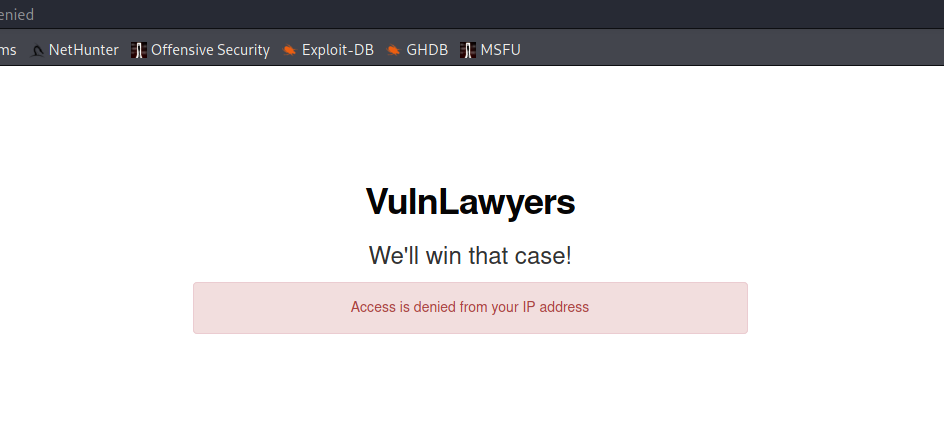 enied
ms NetHunter Offensive Security Exploit-DB GHDB MSFU
VulnLawyers
We'll win that case!
Access is denied from your IP address